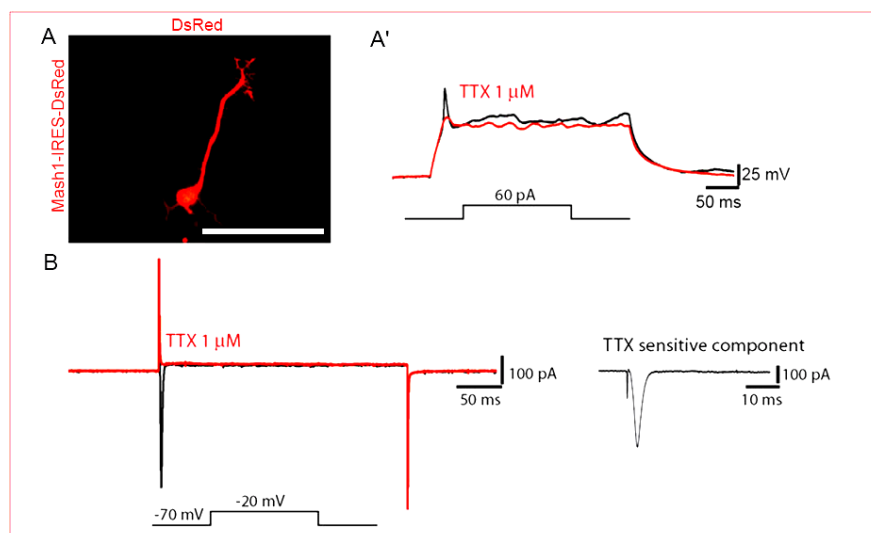 DsRed
A
A'
Mash1-IRES-DsRed
TTX 1 μM
25 mV
50 ms
60 pA
B
TTX 1 μM
100 pA
50 ms
TTX sensitive component
100 pA
10 ms
-20 mV
-70 mV